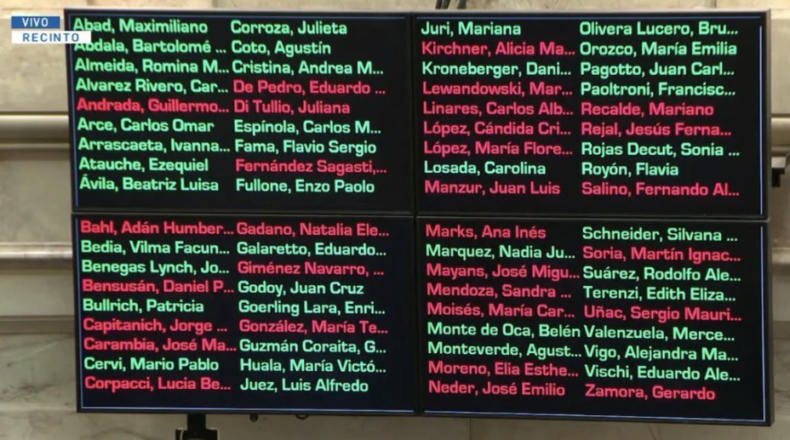 VIVO
RECINTO
Abad, Maximiliano
Abdala, Bartolomé ...
Almeida, Romina M...
Alvarez Rivero, Car...
Andrada, Guillermo...
Arce, Carlos Omar
Arrascaeta, Ivanna...
Atauche, Ezequiel
Ávila, Beatriz Luisa
Corroza, Julieta
Coto, Agustín
Cristina, Andrea M...
De Pedro, Eduardo ...
Di Tullio, Juliana
Espínola, Carlos M...
Fama, Flavio Sergio
Fernández Sagasti,...
Fullone, Enzo Paolo
Juri, Mariana
Kirchner, Alicia Ma...
Kroneberger, Dani...
Lewandowski, Mar...
Linares, Carlos Alb...
López, Cándida Cri...
López, María Flore...
Losada, Carolina
Manzur, Juan Luis
Olivera Lucero, Bru...
Orozco, María Emilia
Pagotto, Juan Carl...
Paoltroni, Francisc...
Recalde, Mariano
Rejal, Jesús Ferna...
Rojas Decut, Sonia ...
Royón, Flavia
Salino, Fernando Al...
Bahl, Adán Humber...
Bedia, Vilma Facun...
Benegas Lynch, Jo...
Bensusán, Daniel P...
Bullrich, Patricia
Capitanich, Jorge ...
Carambia, José Ma...
Cervi, Mario Pablo
Corpacci, Lucia Be...
Gadano, Natalia Ele...
Galaretto, Eduardo...
Giménez Navarro, ...
Godoy, Juan Cruz
Goerling Lara, Enri...
González, María Te...
Guzmán Coraita, G...
Huala, María Victó...
Juez, Luis Alfredo
Marks, Ana Inés
Marquez, Nadia Ju...
Mayans, José Migu...
Mendoza, Sandra ...
Moisés, María Car...
Monte de Oca, Belén
Monteverde, Agust...
Moreno, Elia Esthe...
Neder, José Emilio
Schneider, Silvana ...
Soria, Martín Ignac...
Suárez, Rodolfo Ale...
Terenzi, Edith Eliza...
Uñac, Sergio Mauri...
Valenzuela, Merce...
Vigo, Alejandra Ma...
Vischi, Eduardo Ale...
Zamora, Gerardo